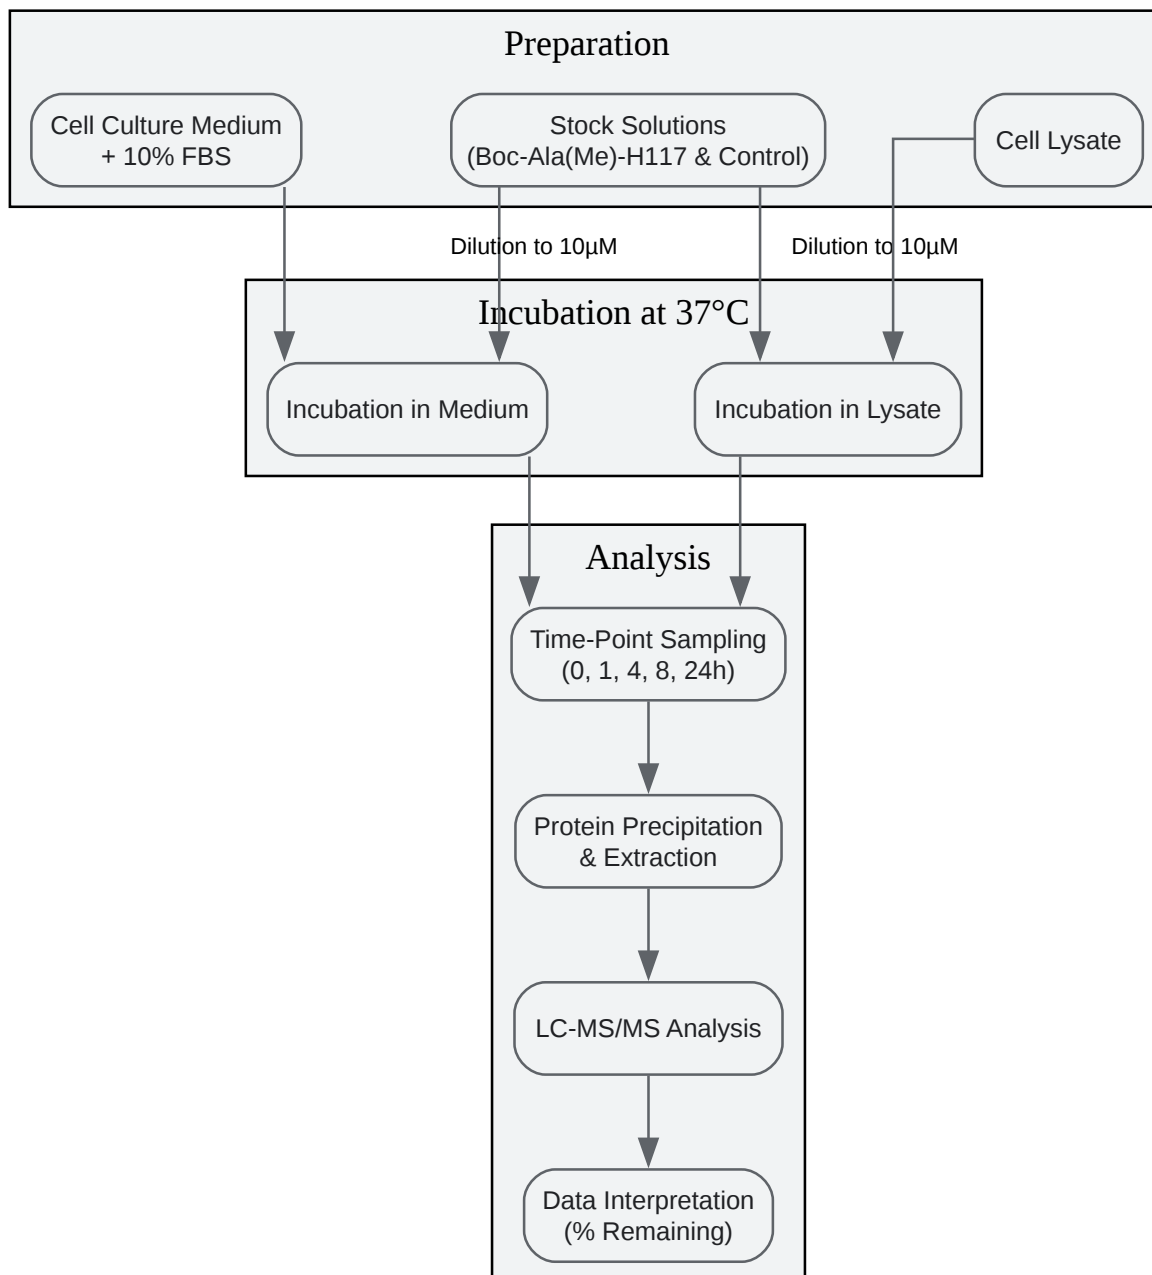 Preparation
Cell Culture Medium
+ 10% FBS
Stock Solutions
(Boc-Ala(Me)-H117 & Control)
Cell Lysate
Dilution to 10µM
Dilution to 10µM
Incubation at 37°C
Incubation in Medium
Incubation in Lysate
Analysis
Time-Point Sampling
(0, 1, 4, 8, 24h)
Protein Precipitation
& Extraction
LC-MS/MS Analysis
Data Interpretation
(% Remaining)